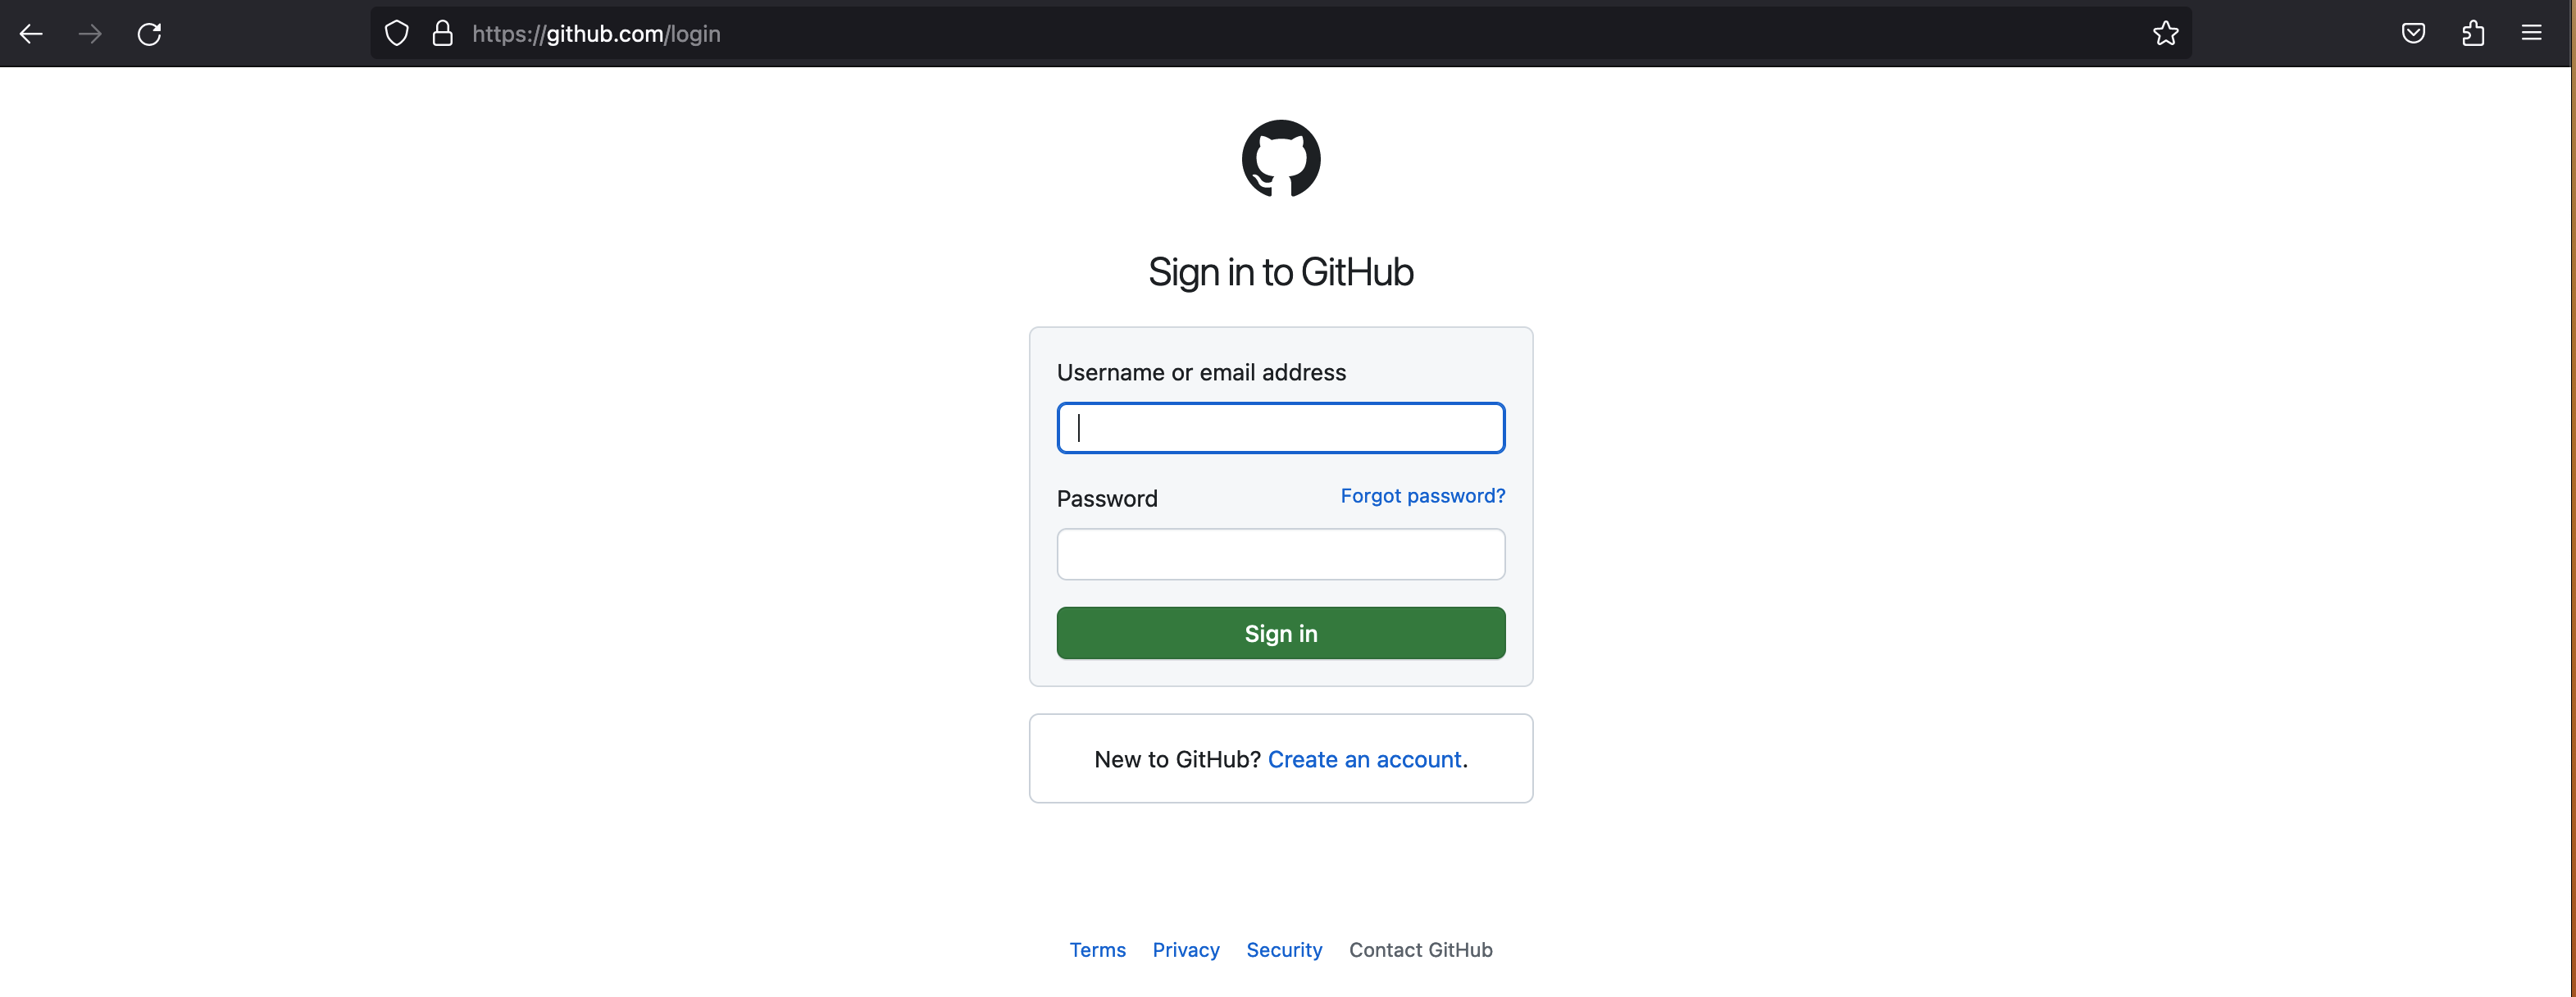 https://github.com/login
Sign in to GitHub
Username or email address
Password
Forgot password?
Sign in
New to GitHub? Create an account.
Terms Privacy Security Contact GitHub